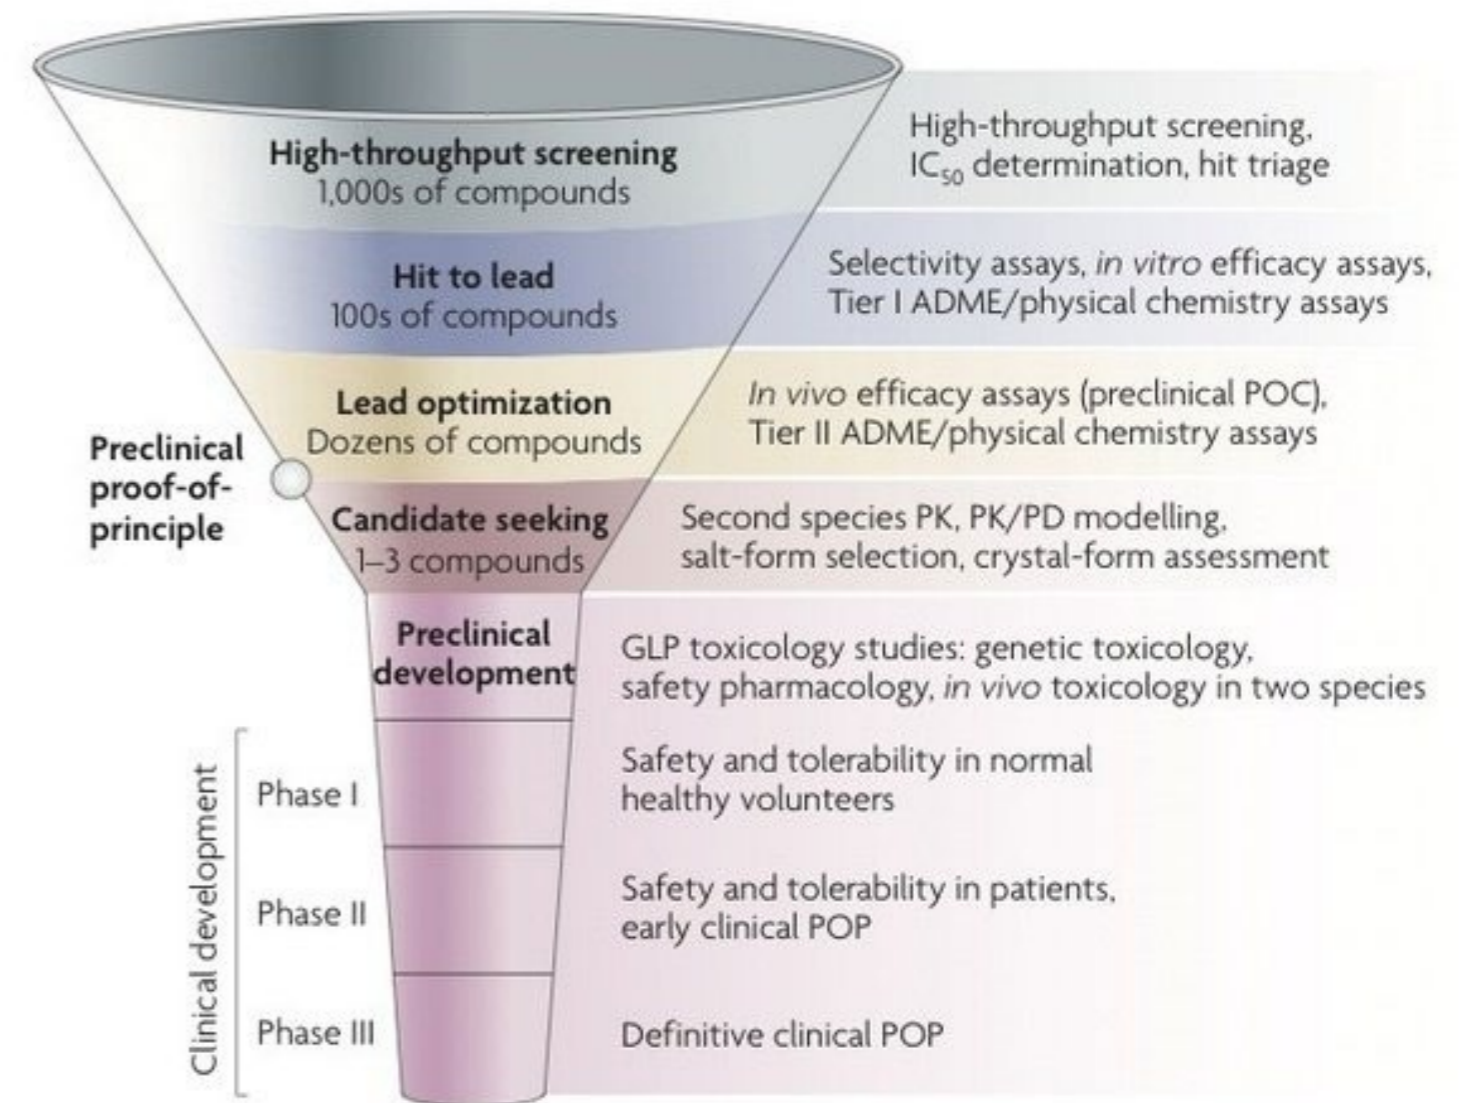 High-throughput screening
1,000s of compounds
High-throughput screening,
IC50 determination, hit triage
Hit to lead
100s of compounds
Selectivity assays, in vitro efficacy assays,
Tier I ADME/physical chemistry assays
Lead optimization
Dozens of compounds
In vivo efficacy assays (preclinical POC),
Tier II ADME/physical chemistry assays
Preclinical
proof-of-
principle
Candidate seeking
1–3 compounds
Second species PK, PK/PD modelling,
salt-form selection, crystal-form assessment
Preclinical
development
GLP toxicology studies: genetic toxicology,
safety pharmacology, in vivo toxicology in two species
Clinical development
Phase I
Safety and tolerability in normal
healthy volunteers
Phase II
Safety and tolerability in patients,
early clinical POP
Phase III
Definitive clinical POP